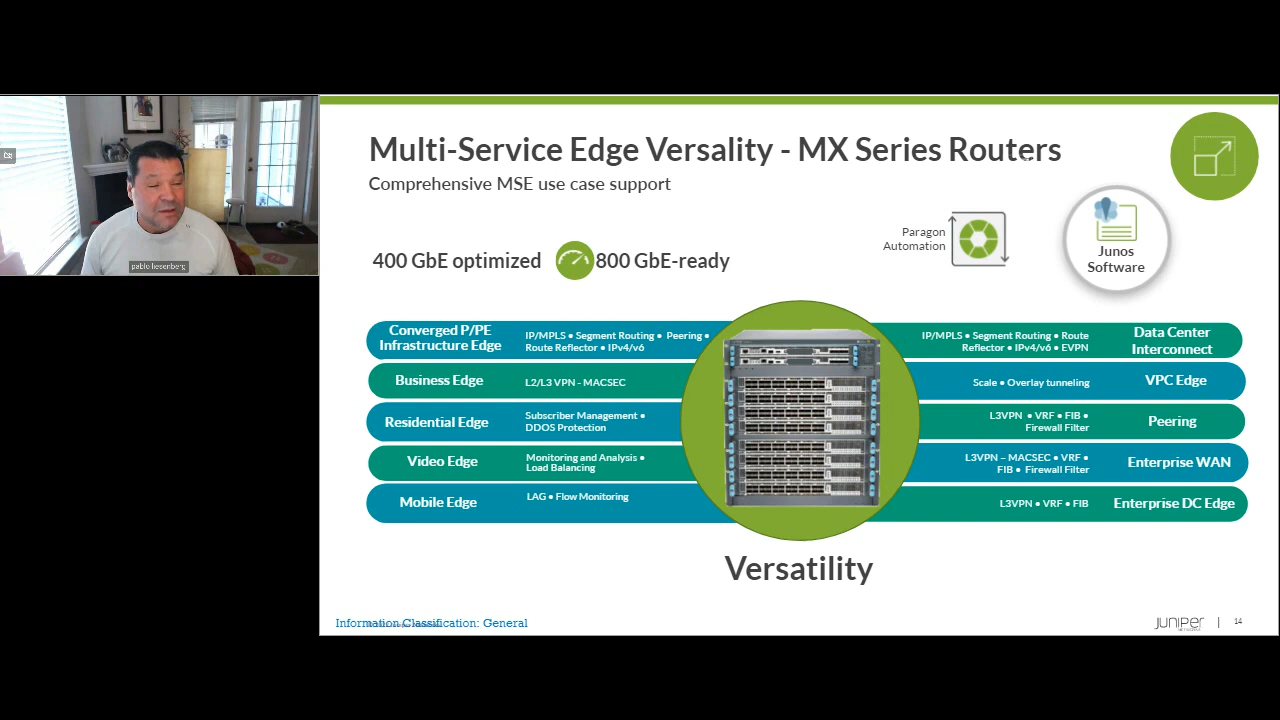 pablo liesenberg
Multi-Service Edge Versality - MX Series Routers
Comprehensive MSE use case support
400 GbE optimized
800 GbE-ready
Paragon
Automation
Junos
Software
Converged P/PE
Infrastructure Edge
IP/MPLS ● Segment Routing ● Peering ●
Route Reflector ● IPv4/v6
Business Edge
L2/L3 VPN - MACSEC
Residential Edge
Subscriber Management ●
DDOS Protection
Video Edge
Monitoring and Analysis ●
Load Balancing
Mobile Edge
LAG ● Flow Monitoring
IP/MPLS ● Segment Routing ● Route
Reflector ● IPv4/v6 ● EVPN
Data Center
Interconnect
Scale ● Overlay tunneling
VPC Edge
L3VPN ● VRF ● FIB ●
Firewall Filter
Peering
L3VPN – MACSEC ● VRF ●
FIB ● Firewall Filter
Enterprise WAN
L3VPN ● VRF ● FIB
Enterprise DC Edge
Versatility
Information Classification: General
JUNIPER
NETWORKS
| 14